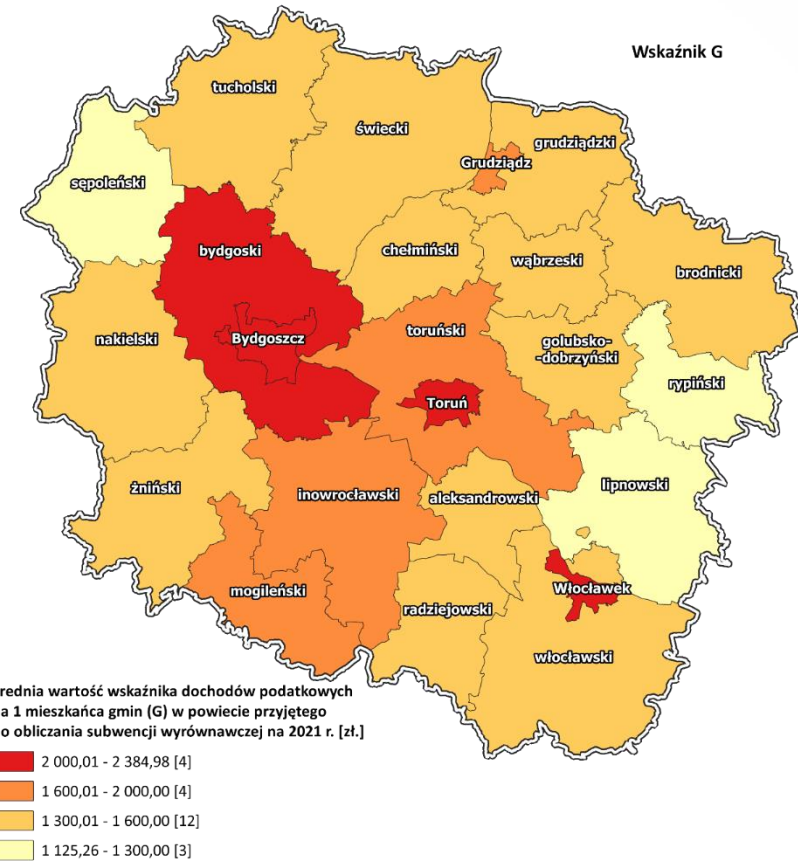 Wskaźnik G
tucholski
świecki
grudziądzki
Grudziądz
sępoleński
bydgoski
chełmiński
wąbrzeski
brodnicki
nakielski
Bydgoszcz
toruński
golubsko-
-dobrzyński
rypiński
Toruń
żniński
inowrocławski
aleksandrowski
lipnowski
mogileński
radziejowski
Włocławek
włocławski
rednia wartość wskaźnika dochodów podatkowych
a 1 mieszkańca gmin (G) w powiecie przyjętego
o obliczania subwencji wyrównawczej na 2021 r. [zł.]
2 000,01 - 2 384,98 [4]
1 600,01 - 2 000,00 [4]
1 300,01 - 1 600,00 [12]
1 125,26 - 1 300,00 [3]